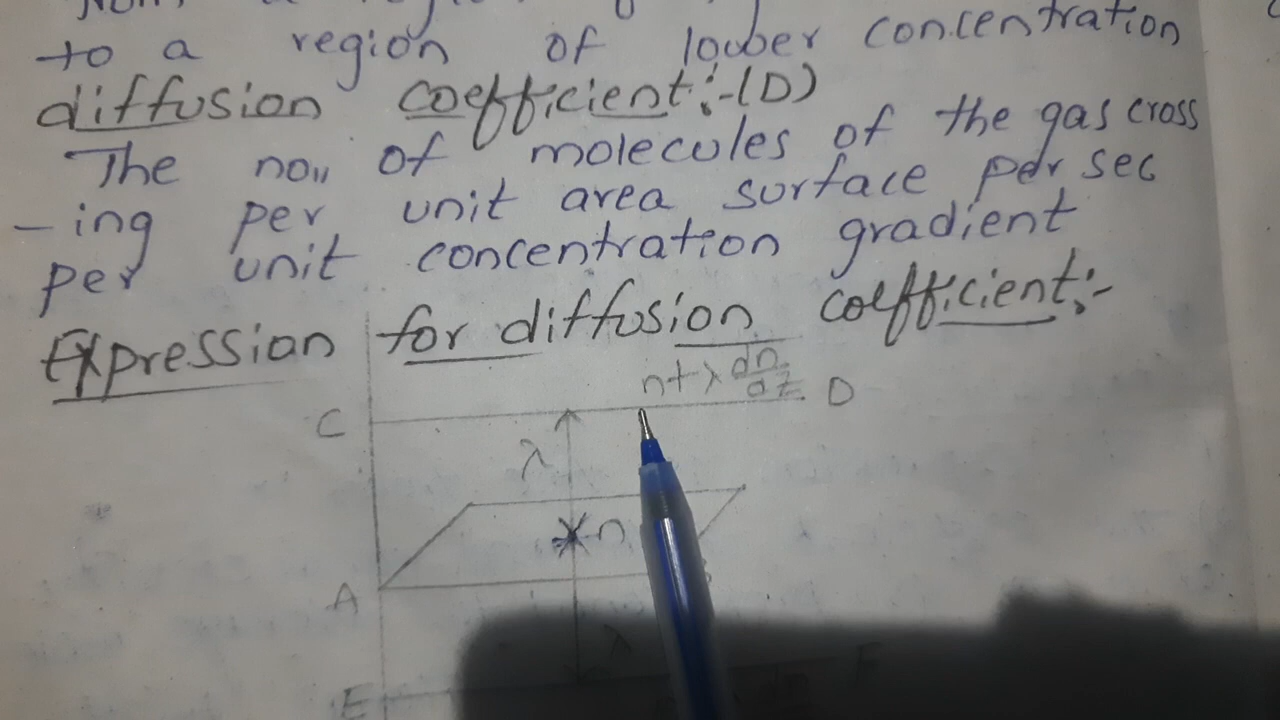 to a region of lower concentration
diffusion coefficient:-(D)
The no,, of molecules of the gas cross
-ing per unit area surface per sec
per unit concentration gradient
Expression for diffusion coefficient:-
n+λ dn/dz
C D
λ
n
A
λ
E F